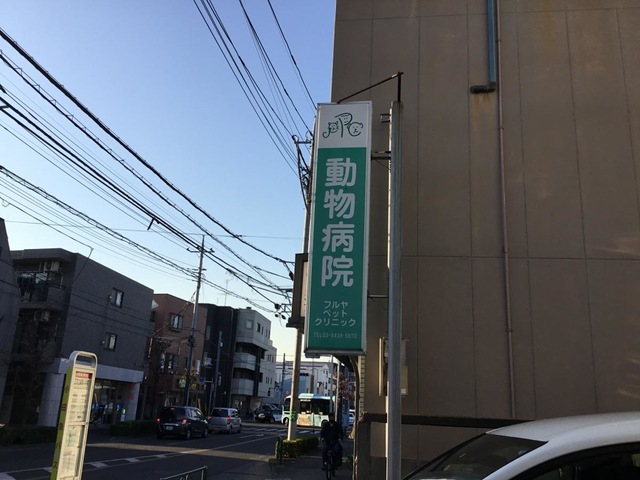 動物病院
フルヤ
ペット
クリニック